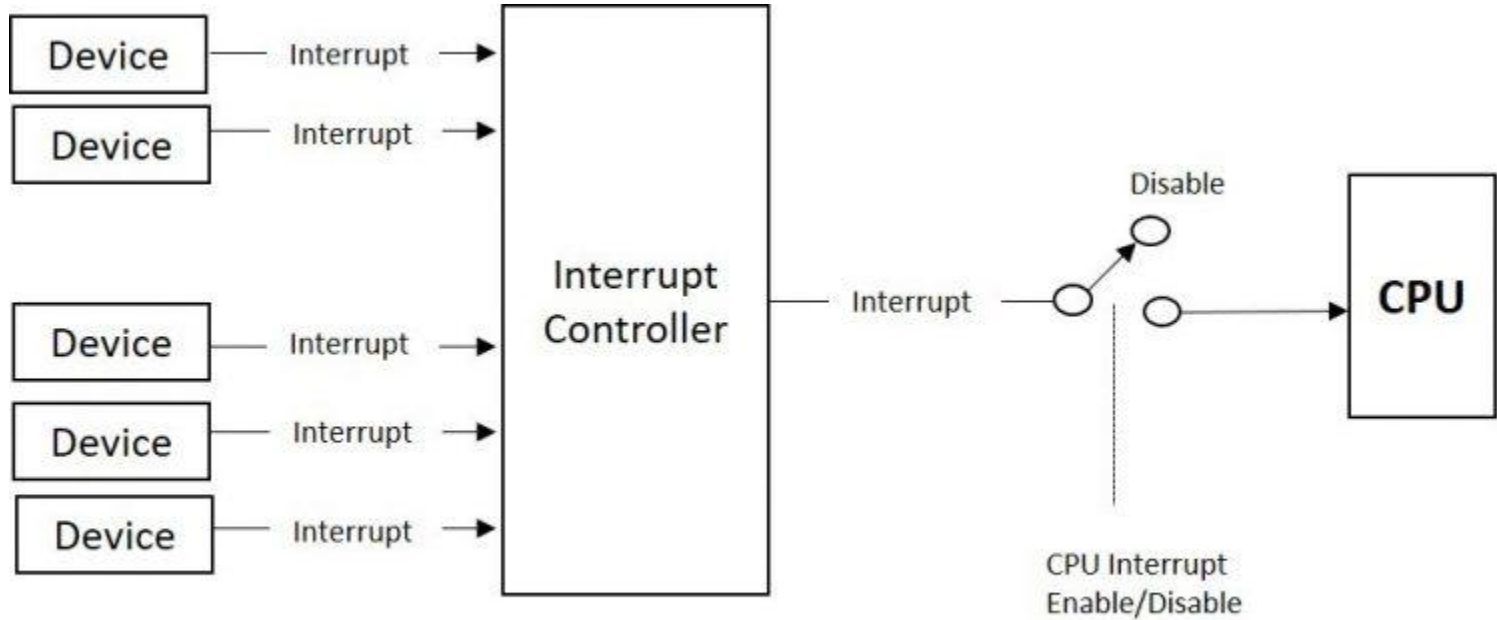 Device Interrupt
Device Interrupt
Disable
Interrupt
Controller
Interrupt
CPU
Device Interrupt
Device Interrupt
Device Interrupt
CPU Interrupt
Enable/Disable